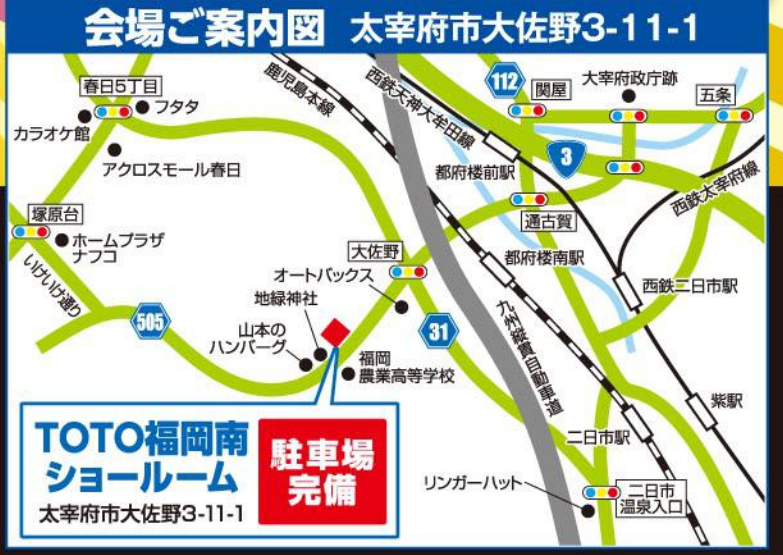 会場ご案内図 太宰府市大佐野3-11-1
春日5丁目
フタタ
カラオケ館
アクロスモール春日
鹿児島本線
西鉄天神大牟田線
112
関屋
大宰府政庁跡
五条
3
都府楼前駅
西鉄太宰府線
通古賀
塚原台
ホームプラザ
ナフコ
いけいけ通り
大佐野
オートバックス
都府楼南駅
西鉄二日市駅
505
地緑神社
山本の
ハンバーグ
福岡
農業高等学校
31
九州縦貫自動車道
紫駅
二日市駅
リンガーハット
二日市
温泉入口
TOTO福岡南
ショールーム
太宰府市大佐野3-11-1
駐車場
完備